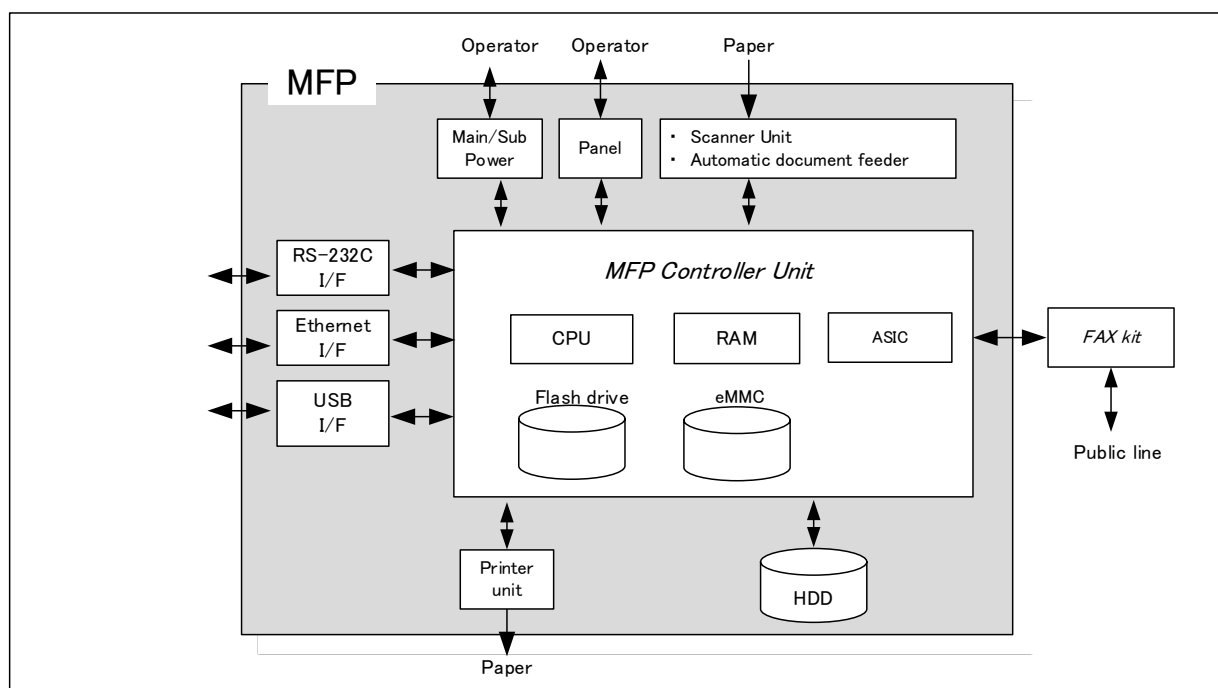 Operator
Operator
Paper
MFP
Main/Sub
Power
Panel
・ Scanner Unit
・ Automatic document feeder
RS-232C
I/F
MFP Controller Unit
Ethernet
I/F
CPU
RAM
ASIC
FAX kit
USB
I/F
Flash drive
eMMC
Public line
Printer
unit
HDD
Paper